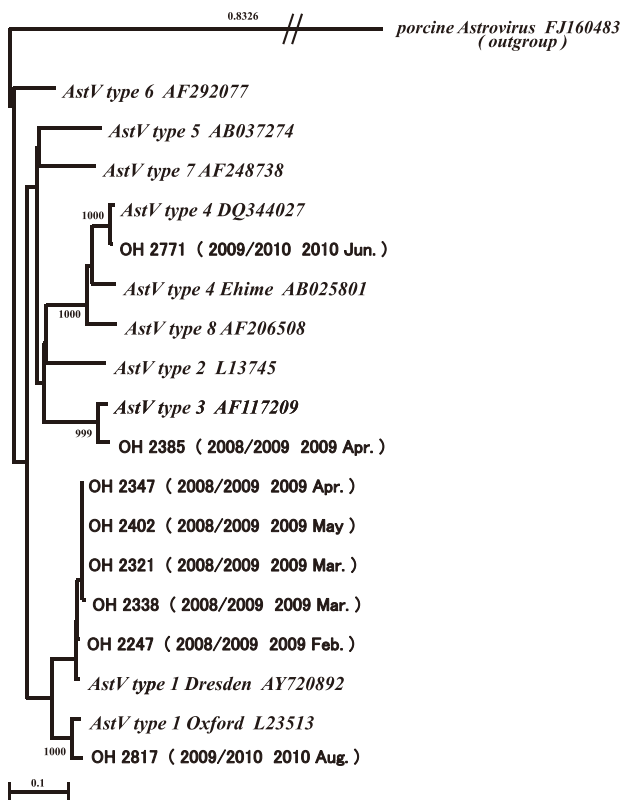 0.8326
porcine Astrovirus FJ160483
( outgroup )
AstV type 6 AF292077
AstV type 5 AB037274
AstV type 7 AF248738
1000
AstV type 4 DQ344027
OH 2771 ( 2009/2010 2010 Jun. )
AstV type 4 Ehime AB025801
1000
AstV type 8 AF206508
AstV type 2 L13745
AstV type 3 AF117209
999
OH 2385 ( 2008/2009 2009 Apr. )
OH 2347 ( 2008/2009 2009 Apr. )
OH 2402 ( 2008/2009 2009 May )
OH 2321 ( 2008/2009 2009 Mar. )
OH 2338 ( 2008/2009 2009 Mar. )
OH 2247 ( 2008/2009 2009 Feb. )
AstV type 1 Dresden AY720892
AstV type 1 Oxford L23513
1000
OH 2817 ( 2009/2010 2010 Aug. )
0.1